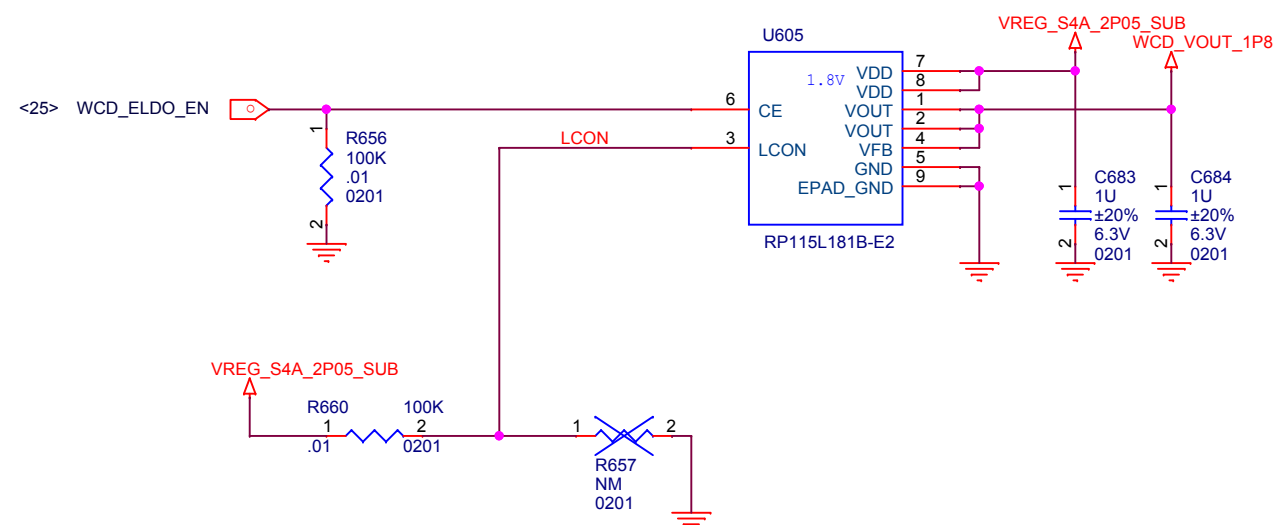 VREG_S4A_2P05_SUB
WCD_VOUT_1P8
U605
1.8V
<25> WCD_ELDO_EN
6 CE
3 LCON
LCON
VDD 7
VDD 8
VOUT 1
VOUT 2
VFB 4
GND 5
EPAD_GND 9
RP115L181B-E2
1
R656
100K
.01
0201
2
1
C683
1U
±20%
6.3V
0201
2
1
C684
1U
±20%
6.3V
0201
2
VREG_S4A_2P05_SUB
R660 100K
1 2
.01 0201
1 2
R657
NM
0201